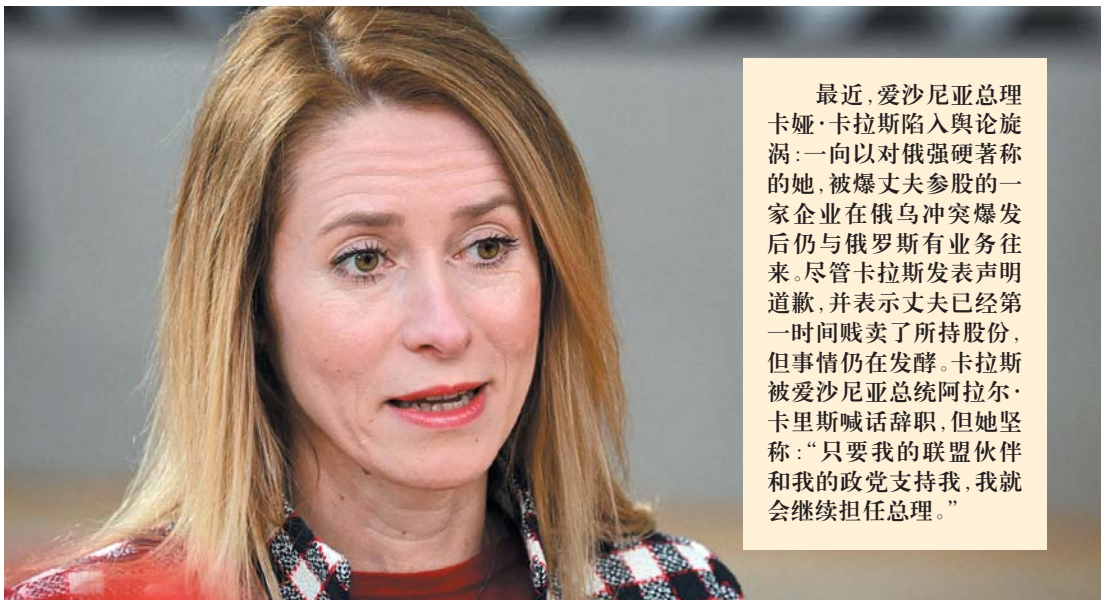 最近,爱沙尼亚总理
卡娅·卡拉斯陷入舆论旋
涡:一向以对俄强硬著称
的她,被爆丈夫参股的一
家企业在俄乌冲突爆发
后仍与俄罗斯有业务往
来。尽管卡拉斯发表声明
道歉,并表示丈夫已经第
一时间贱卖了所持股份,
但事情仍在发酵。卡拉斯
被爱沙尼亚总统阿拉尔·
卡里斯喊话辞职,但她坚
称:“只要我的联盟伙伴
和我的政党支持我,我就
会继续担任总理。”